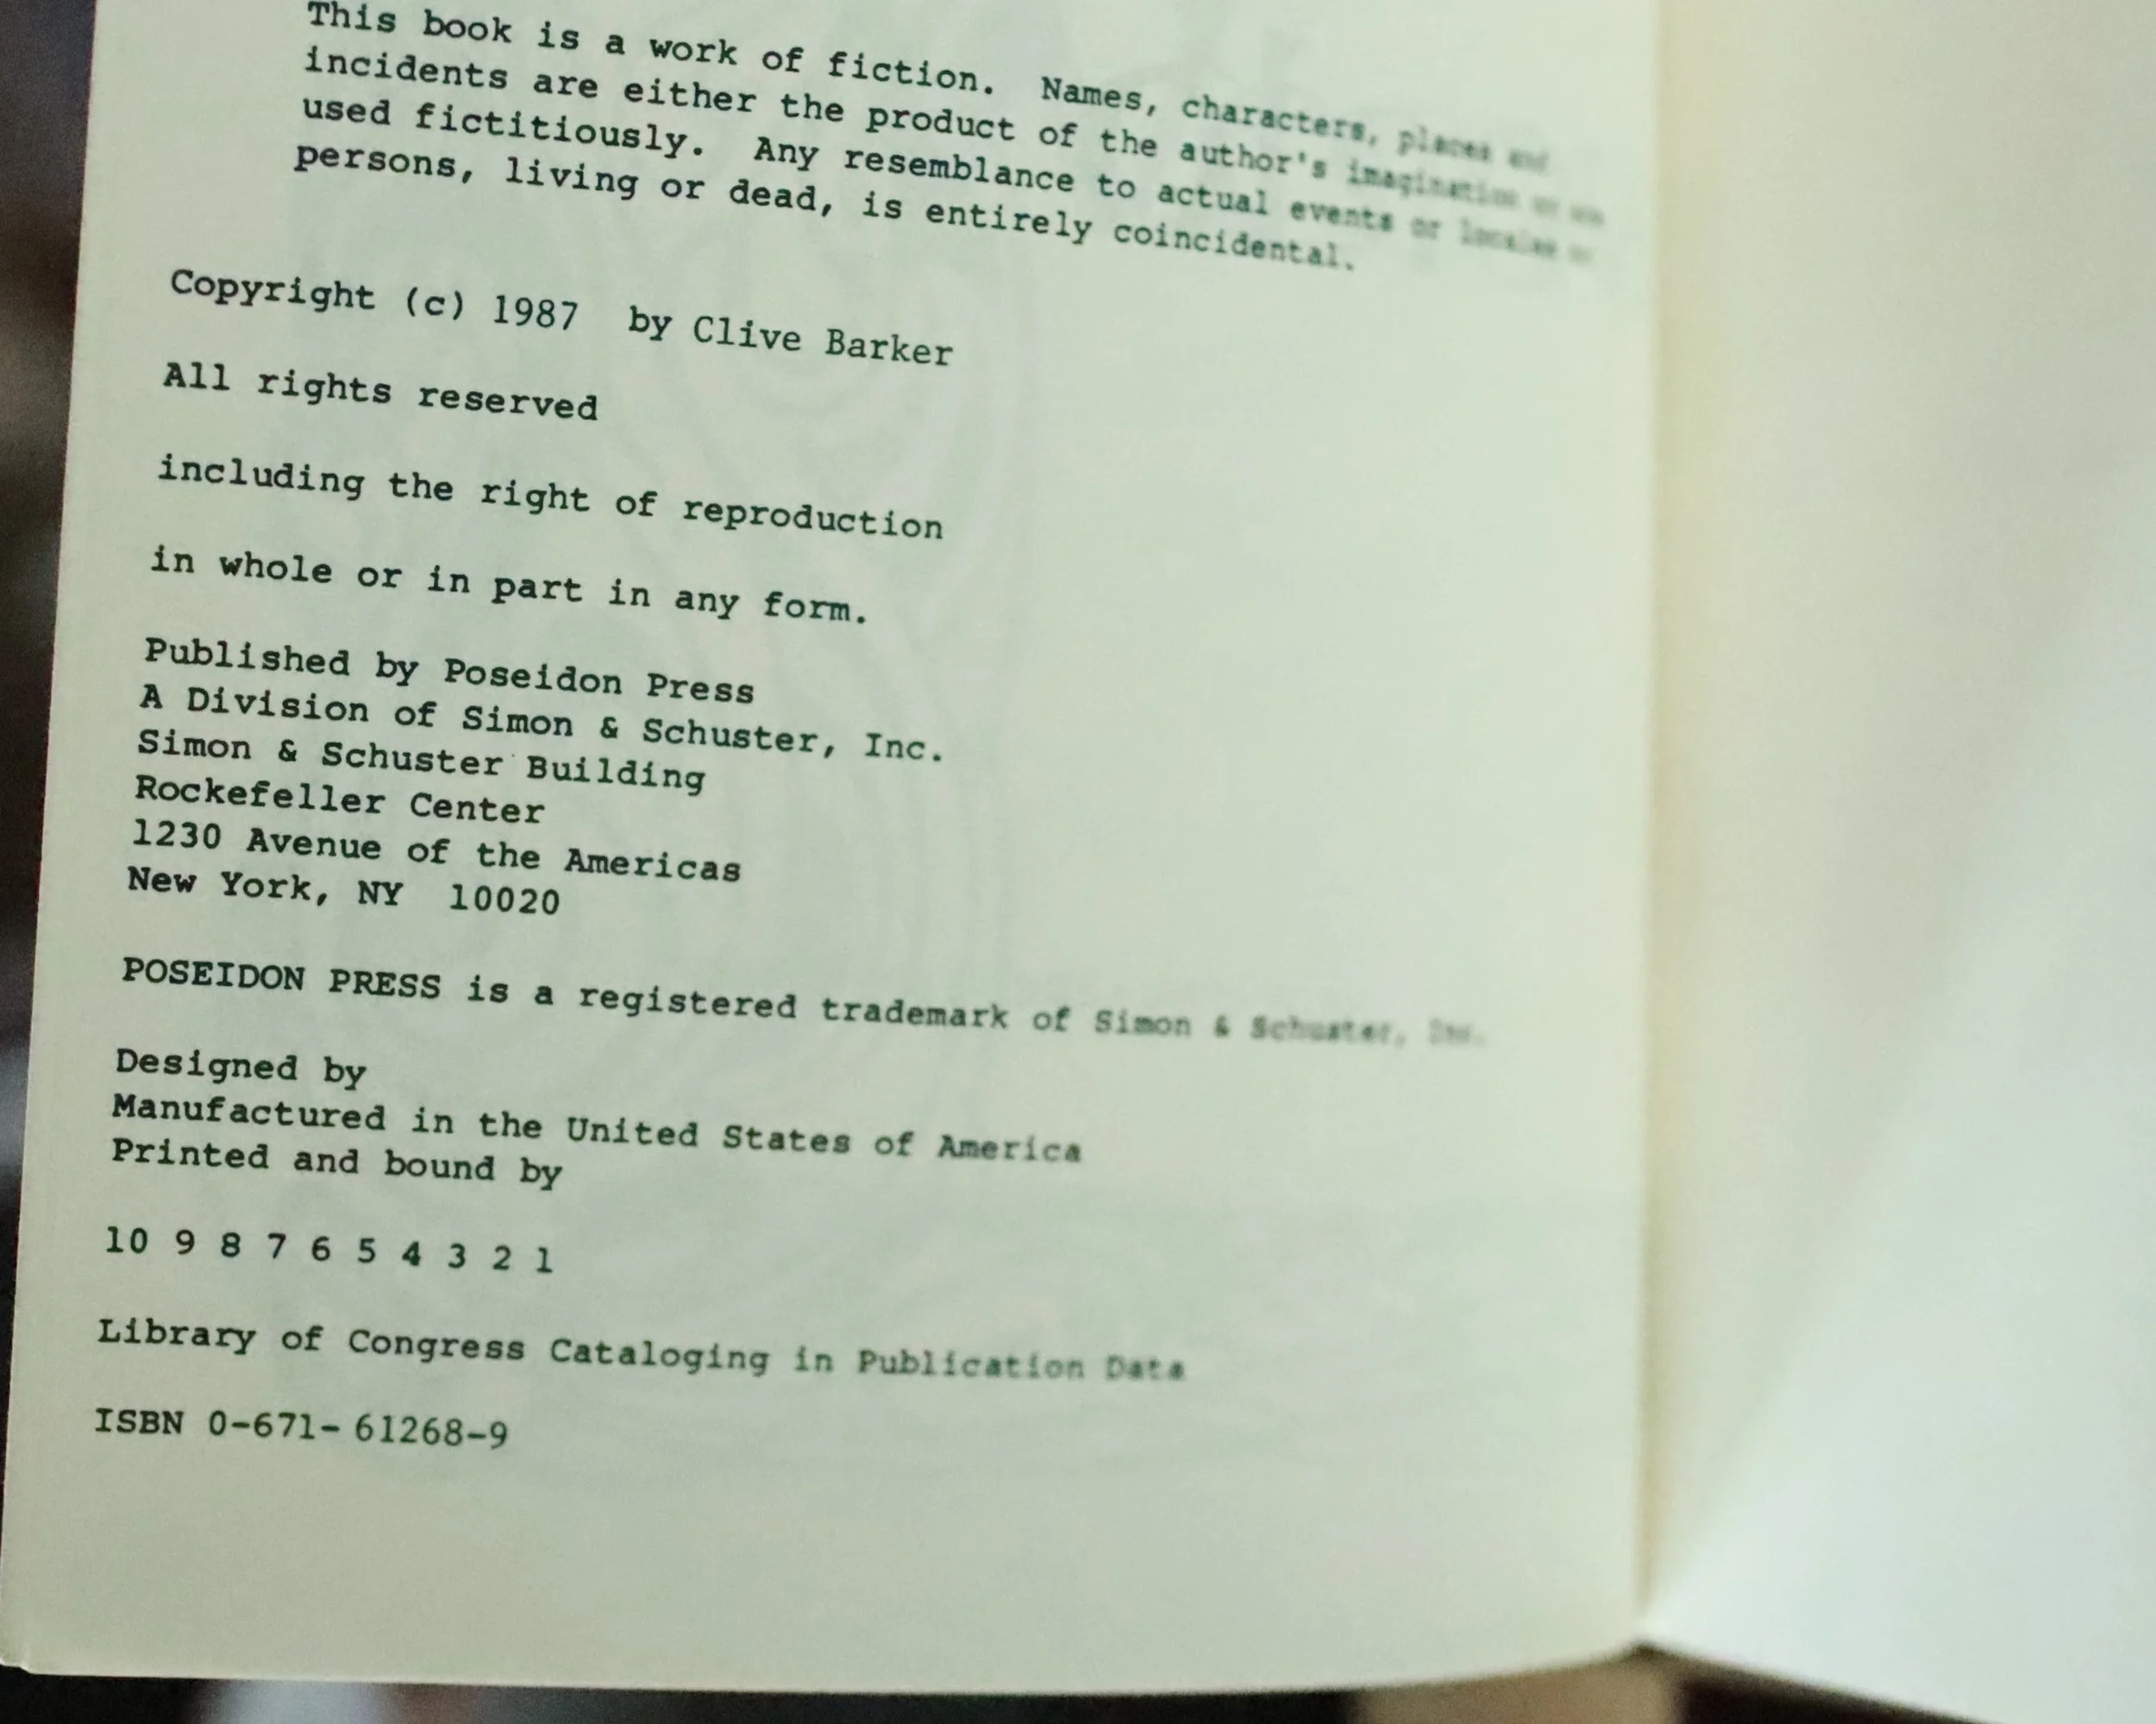 This book is a work of fiction. Names, characters, places and
incidents are either the product of the author's imagination or are
used fictitiously. Any resemblance to actual events or locales or
persons, living or dead, is entirely coincidental.
Copyright (c) 1987 by Clive Barker
All rights reserved
including the right of reproduction
in whole or in part in any form.
Published by Poseidon Press
A Division of Simon & Schuster, Inc.
Simon & Schuster Building
Rockefeller Center
1230 Avenue of the Americas
New York, NY 10020
POSEIDON PRESS is a registered trademark of Simon & Schuster, Inc.
Designed by
Manufactured in the United States of America
Printed and bound by
10 9 8 7 6 5 4 3 2 1
Library of Congress Cataloging in Publication Data
ISBN 0-671- 61268-9